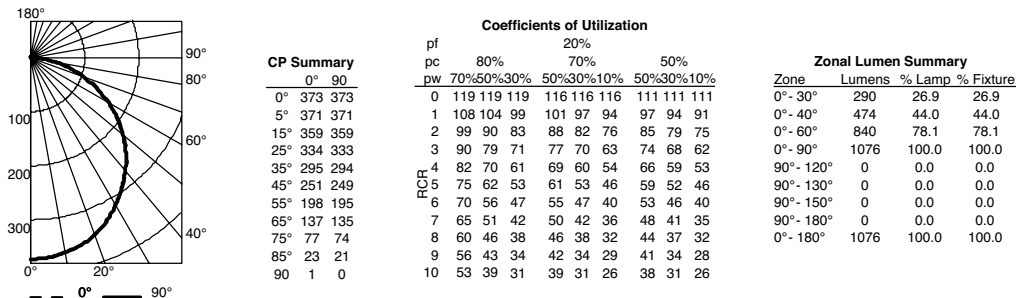 180°
90°
80°
60°
40°
100
200
300
0° 20°
0° 90°
CP Summary
0° 90
0° 373 373
5° 371 371
15° 359 359
25° 334 333
35° 295 294
45° 251 249
55° 198 195
65° 137 135
75° 77 74
85° 23 21
90 1 0
Coefficients of Utilization
pf 20%
pc 80% 70% 50%
pw 70%50%30% 50%30%10% 50%30%10%
RCR
0 119 119 119 116 116 116 111 111 111
1 108 104 99 101 97 94 97 94 91
2 99 90 83 88 82 76 85 79 75
3 90 79 71 77 70 63 74 68 62
4 82 70 61 69 60 54 66 59 53
5 75 62 53 61 53 46 59 52 46
6 70 56 47 55 47 40 53 46 40
7 65 51 42 50 42 36 48 41 35
8 60 46 38 46 38 32 44 37 32
9 56 43 34 42 34 29 41 34 28
10 53 39 31 39 31 26 38 31 26
Zonal Lumen Summary
Zone Lumens % Lamp % Fixture
0°- 30° 290 26.9 26.9
0°- 40° 474 44.0 44.0
0°- 60° 840 78.1 78.1
0°- 90° 1076 100.0 100.0
90°- 120° 0 0.0 0.0
90°- 130° 0 0.0 0.0
90°- 150° 0 0.0 0.0
90°- 180° 0 0.0 0.0
0°- 180° 1076 100.0 100.0